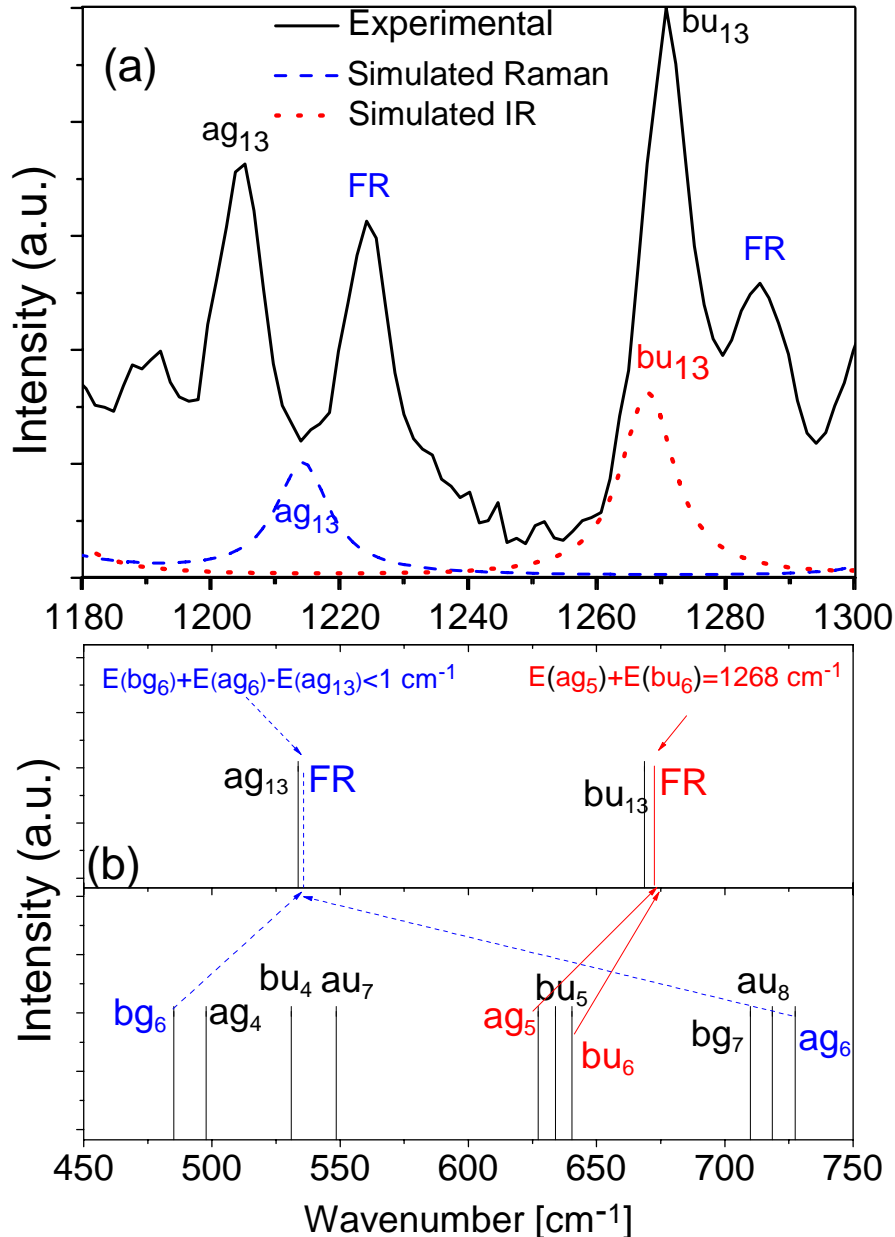 (a)
Experimental
Simulated Raman
Simulated IR
ag₁₃
FR
bu₁₃
FR
bu₁₃
ag₁₃
Intensity (a.u.)
1180 1200 1220 1240 1260 1280 1300
E(bg₆)+E(ag₆)-E(ag₁₃)<1 cm⁻¹
E(ag₅)+E(bu₆)=1268 cm⁻¹
ag₁₃
FR
bu₁₃
FR
Intensity (a.u.)
(b)
bg₆
ag₄
bu₄
au₇
ag₅
bu₅
bu₆
bg₇
au₈
ag₆
Intensity (a.u.)
450 500 550 600 650 700 750
Wavenumber [cm⁻¹]